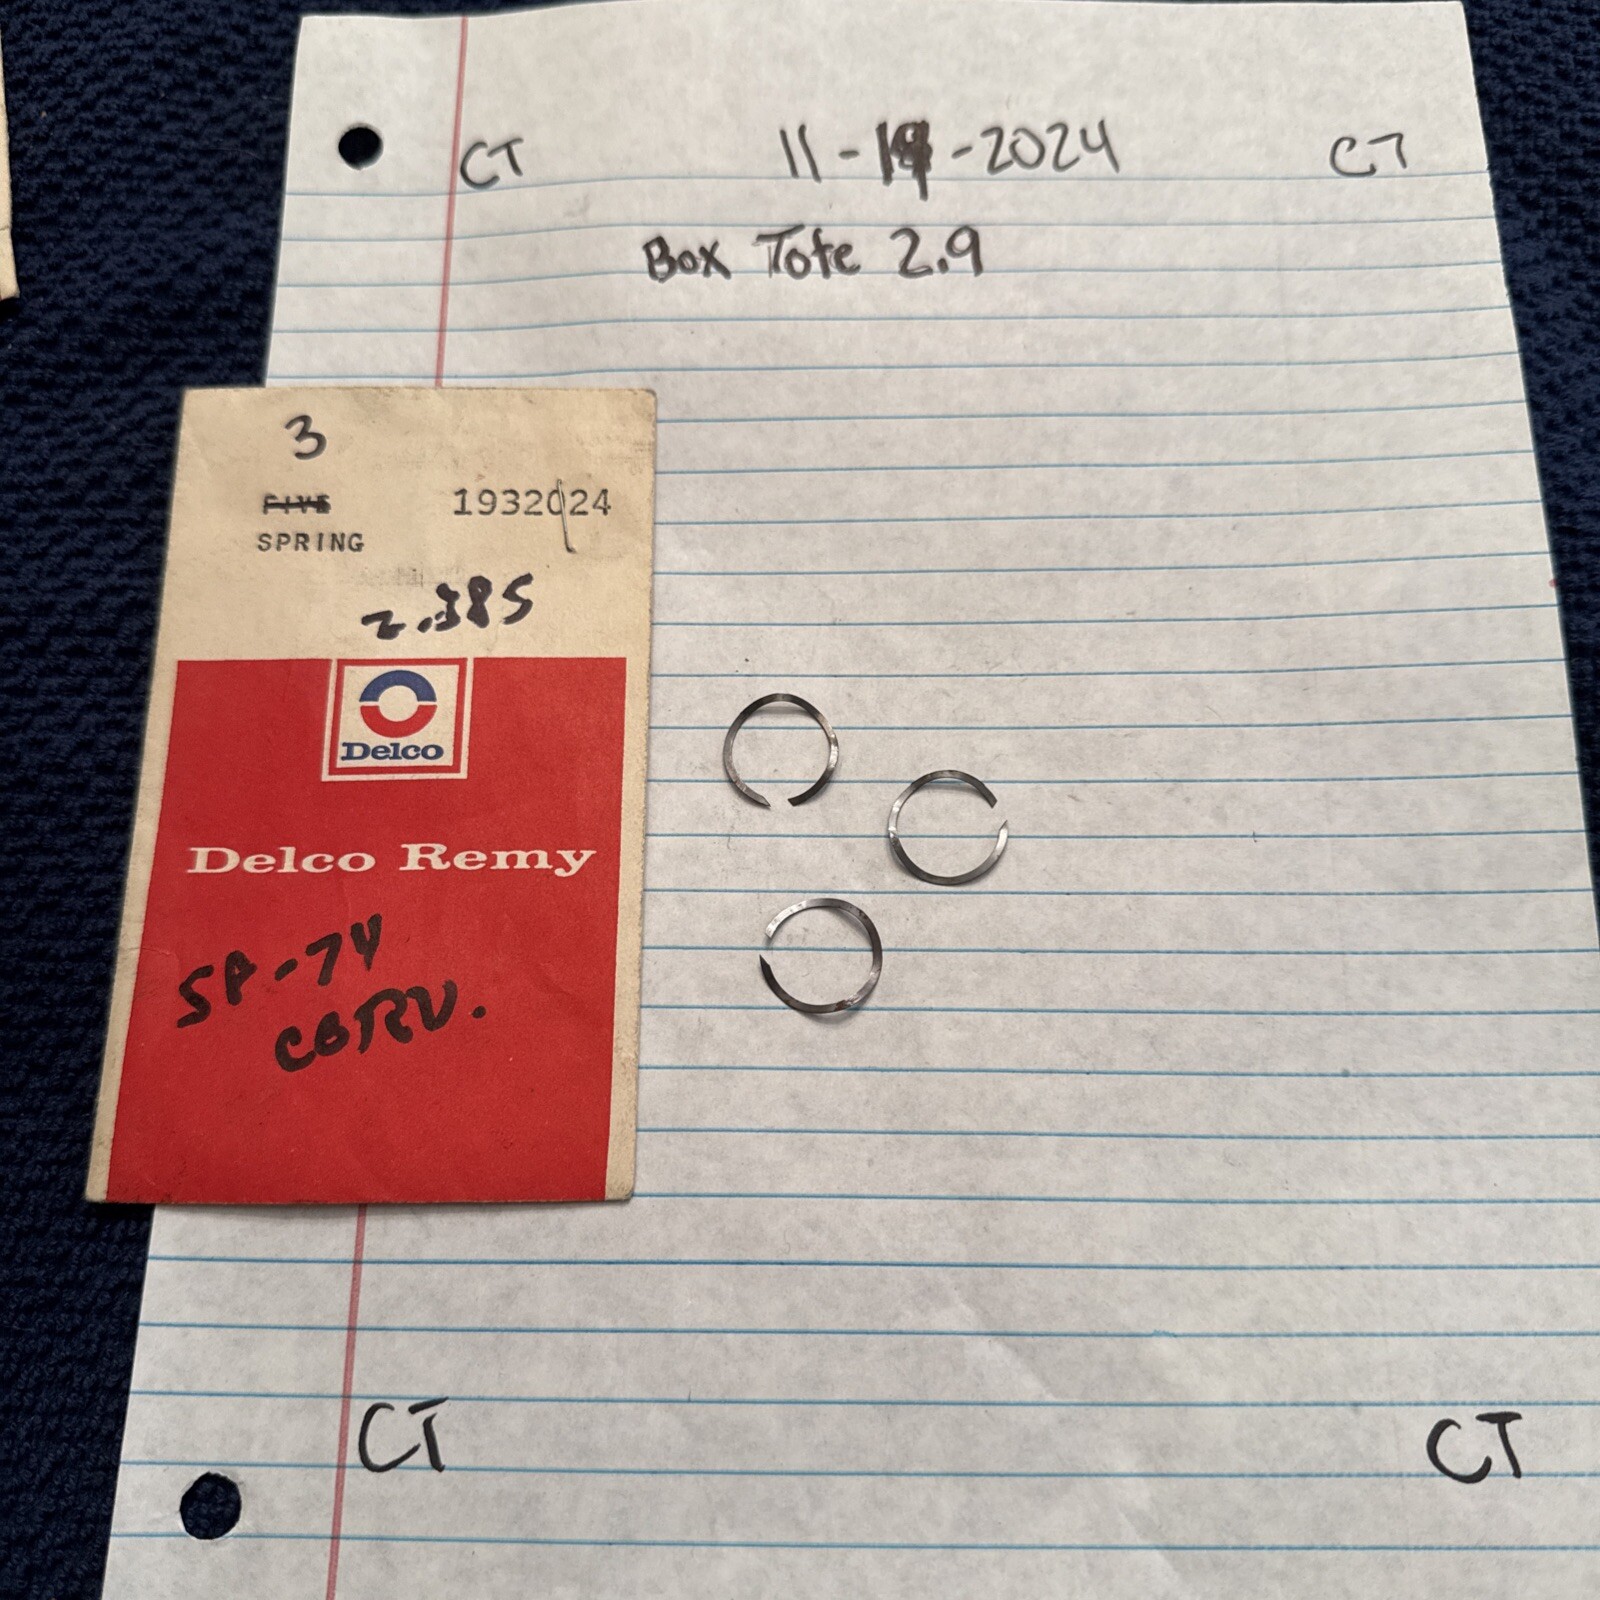 CT 11-14-2024 CT
Box Tote 2.9
3
FIVE 1932024
SPRING
2.385
Delco
Delco Remy
SP-74
CORV.
CT CT